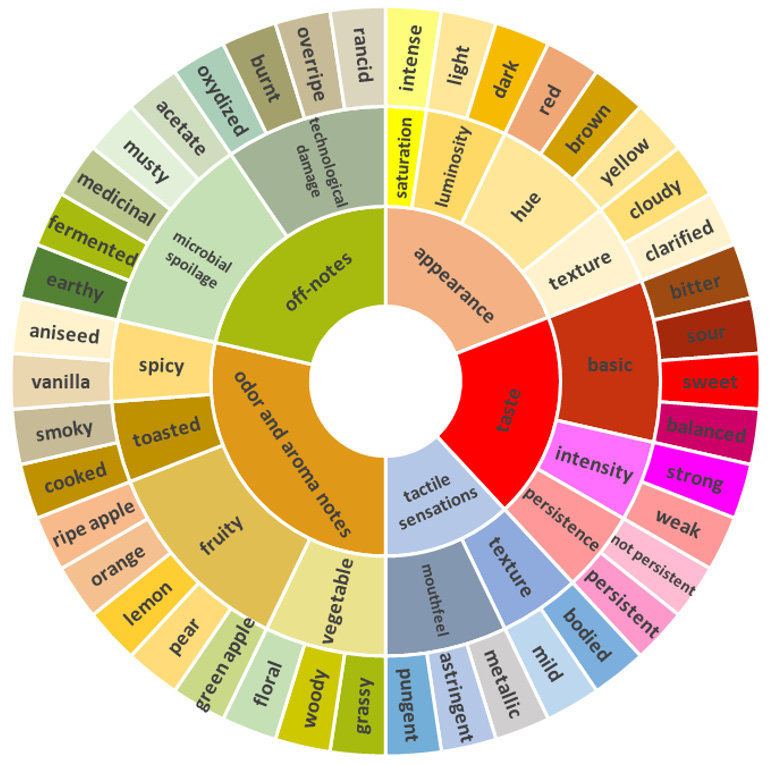 intense
light
dark
red
brown
yellow
cloudy
clarified
bitter
sour
sweet
balanced
strong
weak
not persistent
persistent
bodied
mild
metallic
astringent
pungent
grassy
woody
floral
green apple
pear
lemon
orange
ripe apple
cooked
smoky
vanilla
aniseed
earthy
fermented
medicinal
musty
acetate
oxydized
burnt
overripe
rancid
saturation
luminosity
hue
texture
basic
intensity
persistence
texture
mouthfeel
vegetable
fruity
toasted
spicy
microbial
spoilage
technological
damage
appearance
taste
tactile
sensations
odor and aroma notes
off-notes